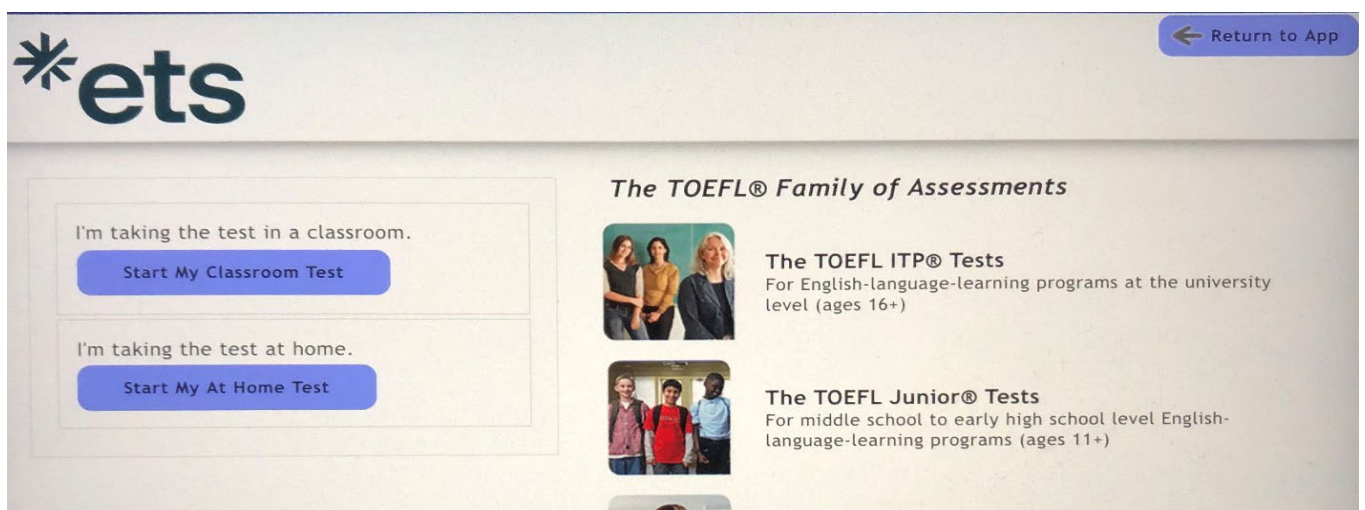 *ets
Return to App
I'm taking the test in a classroom.
Start My Classroom Test
I'm taking the test at home.
Start My At Home Test
The TOEFL® Family of Assessments
The TOEFL ITP® Tests
For English-language-learning programs at the university
level (ages 16+)
The TOEFL Junior® Tests
For middle school to early high school level English-
language-learning programs (ages 11+)